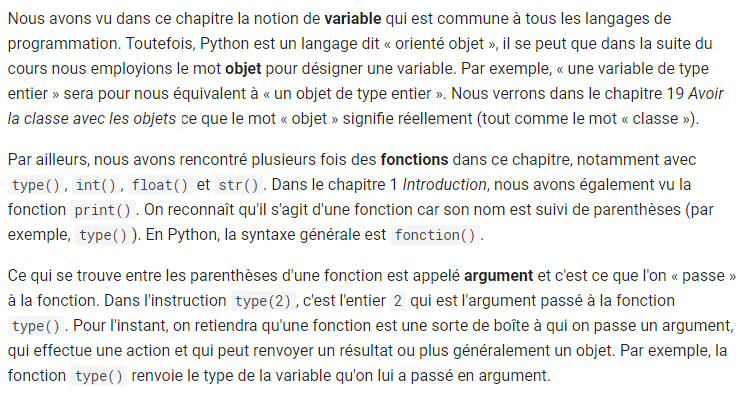 Nous avons vu dans ce chapitre la notion de variable qui est commune à tous les langages de
programmation. Toutefois, Python est un langage dit « orienté objet », il se peut que dans la suite du
cours nous employions le mot objet pour désigner une variable. Par exemple, « une variable de type
entier » sera pour nous équivalent à « un objet de type entier ». Nous verrons dans le chapitre 19 Avoir
la classe avec les objets ce que le mot « objet » signifie réellement (tout comme le mot « classe »).
Par ailleurs, nous avons rencontré plusieurs fois des fonctions dans ce chapitre, notamment avec
type(), int(), float() et str(). Dans le chapitre 1 Introduction, nous avons également vu la
fonction print(). On reconnaît qu'il s'agit d'une fonction car son nom est suivi de parenthèses (par
exemple, type()). En Python, la syntaxe générale est fonction().
Ce qui se trouve entre les parenthèses d'une fonction est appelé argument et c'est ce que l'on « passe »
à la fonction. Dans l'instruction type(2), c'est l'entier 2 qui est l'argument passé à la fonction
type(). Pour l'instant, on retiendra qu'une fonction est une sorte de boîte à qui on passe un argument,
qui effectue une action et qui peut renvoyer un résultat ou plus généralement un objet. Par exemple, la
fonction type() renvoie le type de la variable qu'on lui a passé en argument.